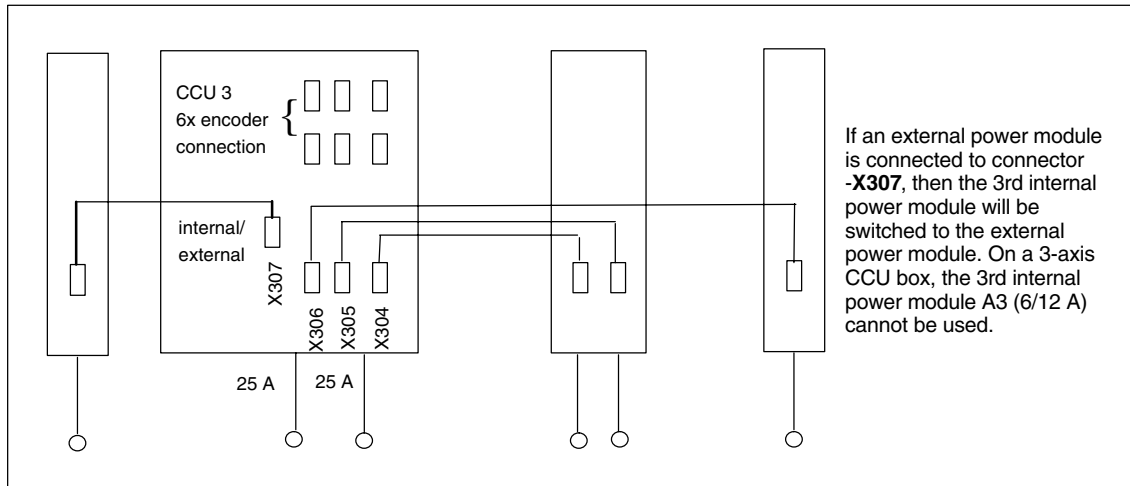 CCU 3
6x encoder
connection
{
internal/
external
X307
X306
X305
X304
25 A
25 A
If an external power module
is connected to connector
-X307, then the 3rd internal
power module will be
switched to the external
power module. On a 3-axis
CCU box, the 3rd internal
power module A3 (6/12 A)
cannot be used.